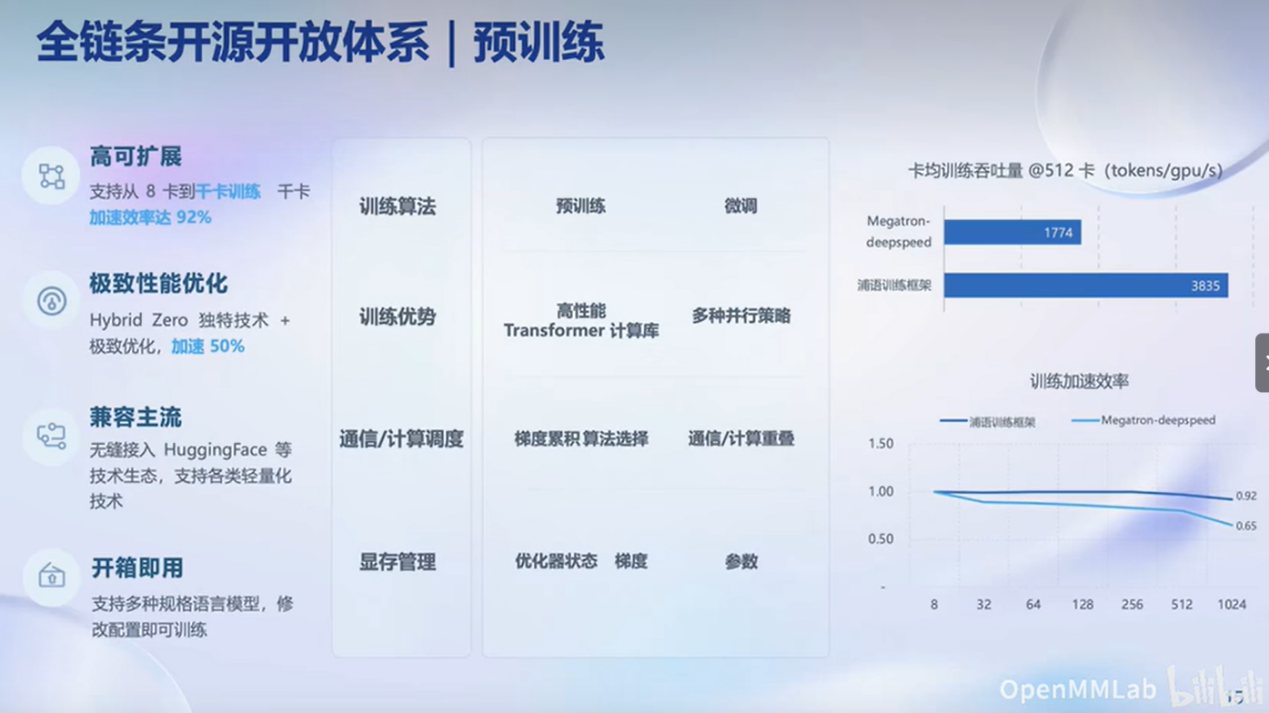 全链条开源开放体系 | 预训练
高可扩展
支持从 8 卡到千卡训练 千卡
加速效率达 92%
极致性能优化
Hybrid Zero 独特技术 +
极致优化，加速 50%
兼容主流
无缝接入 HuggingFace 等
技术生态，支持各类轻量化
技术
开箱即用
支持多种规格语言模型，修
改配置即可训练
训练算法
预训练 微调
训练优势
高性能
Transformer 计算库
多种并行策略
通信/计算调度
梯度累积 算法选择 通信/计算重叠
显存管理
优化器状态 梯度 参数
卡均训练吞吐量 @512 卡（tokens/gpu/s）
Megatron-
deepspeed
1774
浦语训练框架
3835
训练加速效率
浦语训练框架 Megatron-deepspeed
1.50
1.00
0.92
0.65
0.50
-
8 32 64 128 256 512 1024
OpenMMLab bilibili